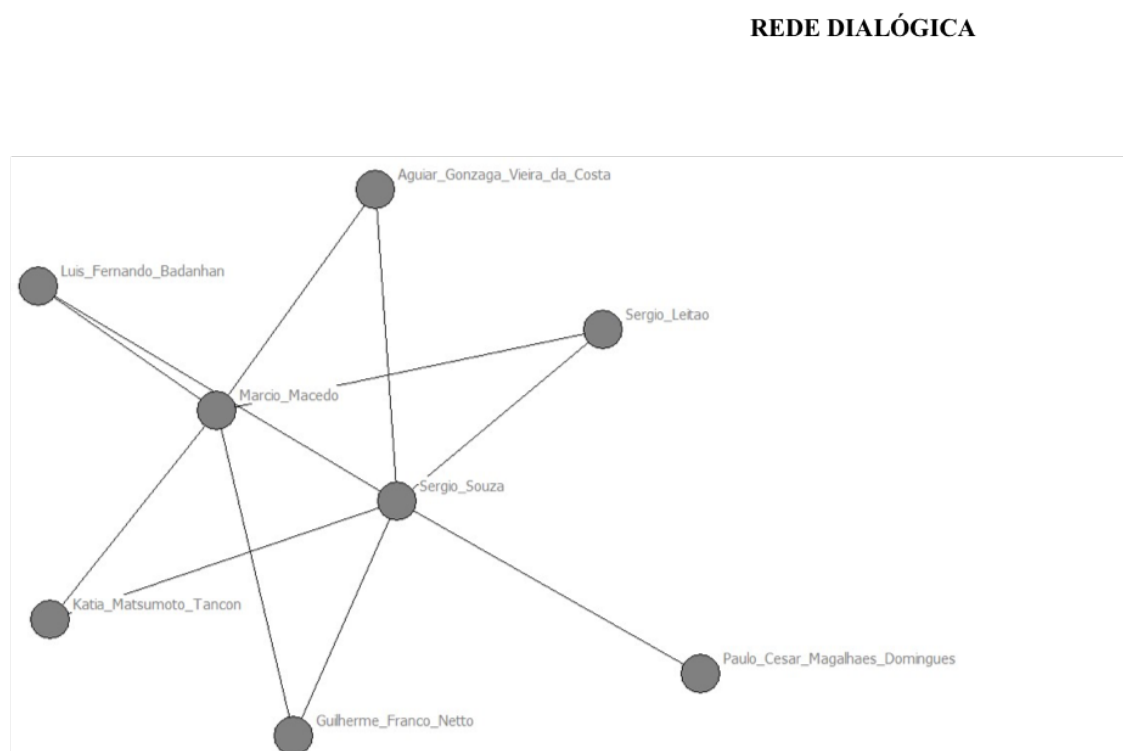 REDE DIALÓGICA
Aguiar_Gonzaga_Vieira_da_Costa
Luis_Fernando_Badanhan
Sergio_Leitao
Marcio_Macedo
Sergio_Souza
Katia_Matsumoto_Tancon
Paulo_Cesar_Magalhaes_Domingues
Guilherme_Franco_Netto